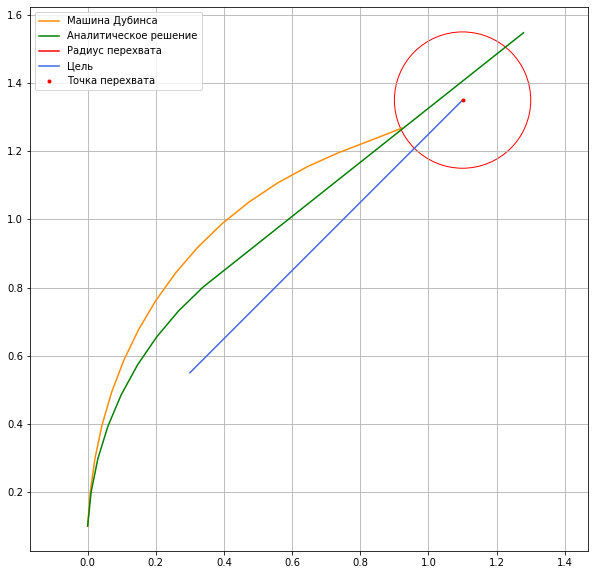 Машина Дубинса
Аналитическое решение
Радиус перехвата
Цель
Точка перехвата
1.6
1.4
1.2
1.0
0.8
0.6
0.4
0.2
0.0 0.2 0.4 0.6 0.8 1.0 1.2 1.4